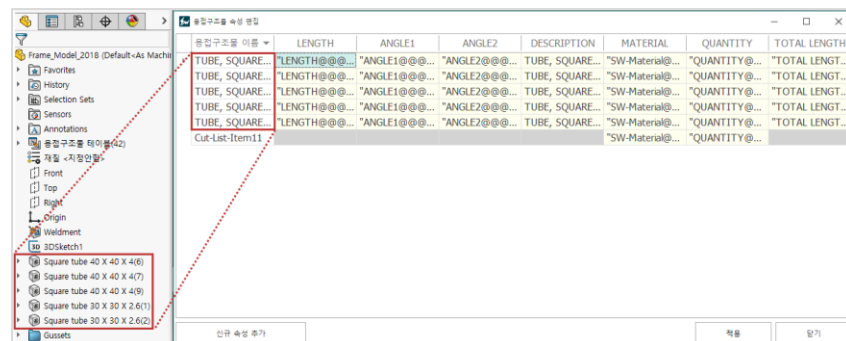 Frame_Model_2018 (Default<As Machi
Favorites
History
Selection Sets
Sensors
Annotations
용접구조물 테이블(42)
재질 <지정안됨>
Front
Top
Right
Origin
Weldment
3D 3DSketch1
Square tube 40 X 40 X 4(6)
Square tube 40 X 40 X 4(7)
Square tube 40 X 40 X 4(9)
Square tube 30 X 30 X 2.6(1)
Square tube 30 X 30 X 2.6(2)
Gussets
용접구조물 속성 편집
용접구조물 이름 LENGTH ANGLE1 ANGLE2 DESCRIPTION MATERIAL QUANTITY TOTAL LENGTH
TUBE, SQUARE... "LENGTH@@@... "ANGLE1@@@... "ANGLE2@@@... TUBE, SQUARE... "SW-Material@... "QUANTITY@... "TOTAL LENGT...
TUBE, SQUARE... "LENGTH@@@... "ANGLE1@@@... "ANGLE2@@@... TUBE, SQUARE... "SW-Material@... "QUANTITY@... "TOTAL LENGT...
TUBE, SQUARE... "LENGTH@@@... "ANGLE1@@@... "ANGLE2@@@... TUBE, SQUARE... "SW-Material@... "QUANTITY@... "TOTAL LENGT...
TUBE, SQUARE... "LENGTH@@@... "ANGLE1@@@... "ANGLE2@@@... TUBE, SQUARE... "SW-Material@... "QUANTITY@... "TOTAL LENGT...
TUBE, SQUARE... "LENGTH@@@... "ANGLE1@@@... "ANGLE2@@@... TUBE, SQUARE... "SW-Material@... "QUANTITY@... "TOTAL LENGT...
Cut-List-Item11 "SW-Material@... "QUANTITY@...
신규 속성 추가 적용 닫기